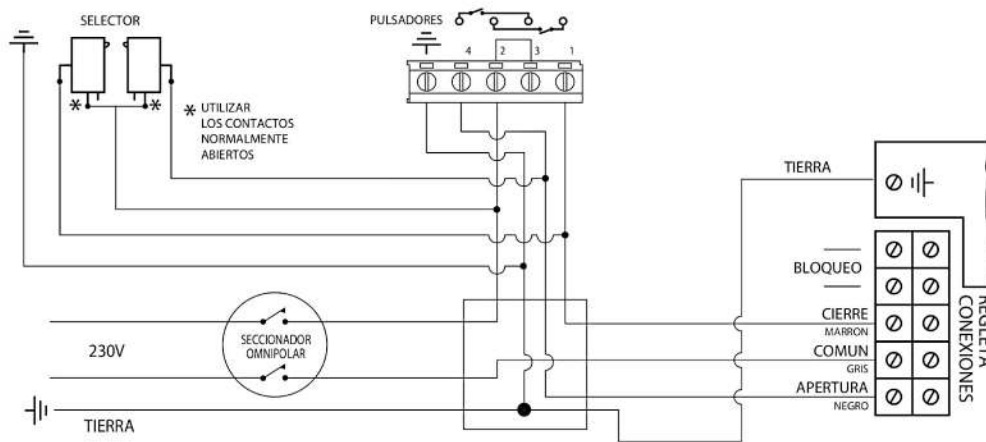 SELECTOR
PULSADORES
4 2 3 1
* *
* UTILIZAR
LOS CONTACTOS
NORMALMENTE
ABIERTOS
TIERRA
BLOQUEO
CIERRE
MARRON
COMUN
GRIS
APERTURA
NEGRO
REGLETA
CONEXIONES
230V
SECCIONADOR
OMNIPOLAR
TIERRA